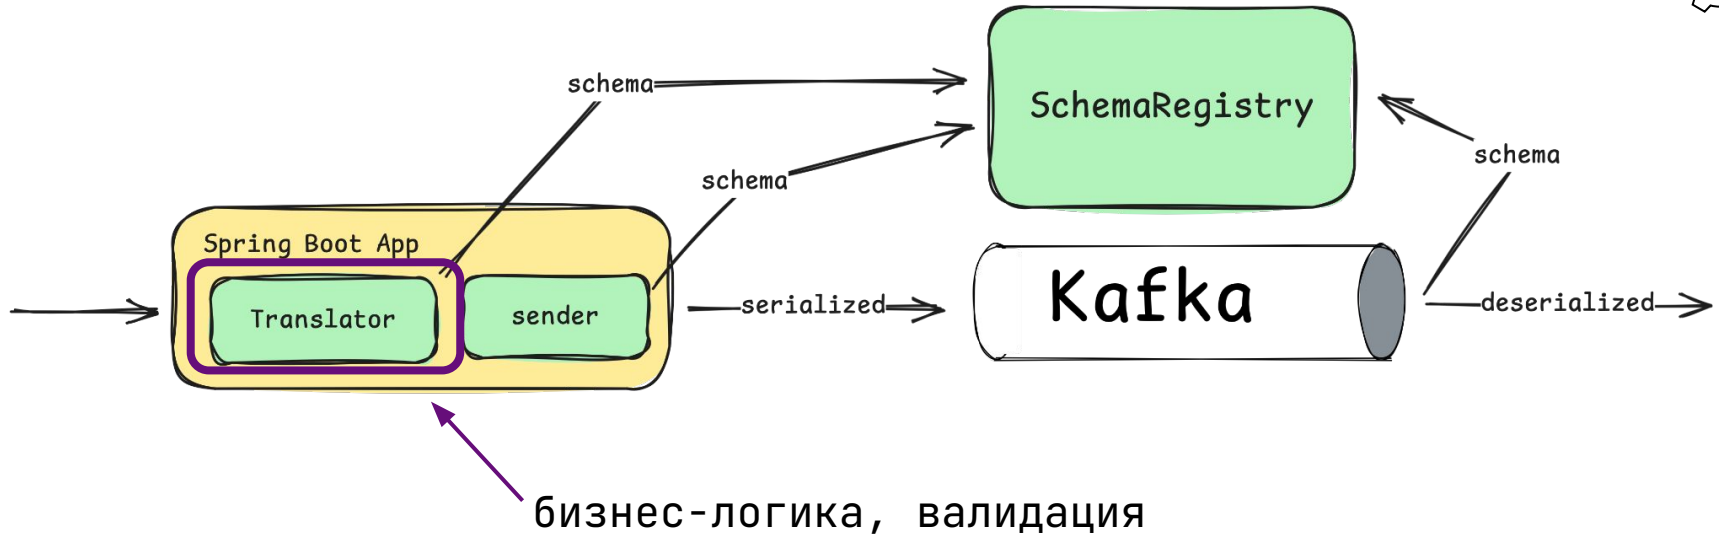 schema
SchemaRegistry
schema
schema
Spring Boot App
Translator
sender
serialized
Kafka
deserialized
бизнес-логика, валидация